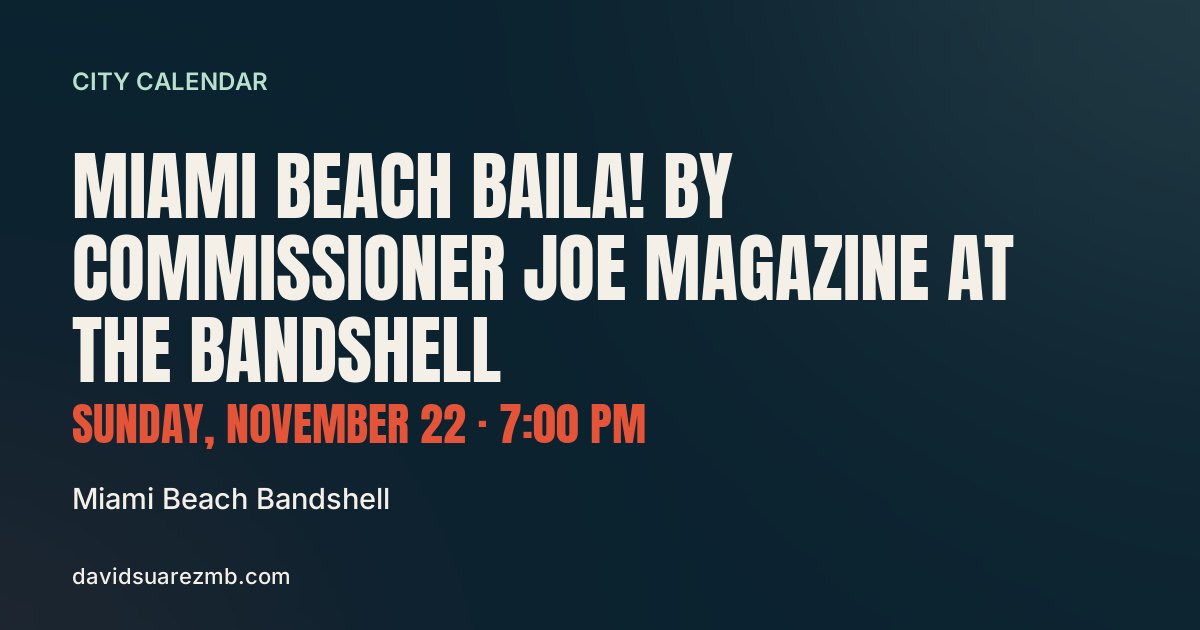 CITY CALENDAR
MIAMI BEACH BAILA! BY
COMMISSIONER JOE MAGAZINE AT
THE BANDSHELL
SUNDAY, NOVEMBER 22 · 7:00 PM
Miami Beach Bandshell
davidsuarezmb.com